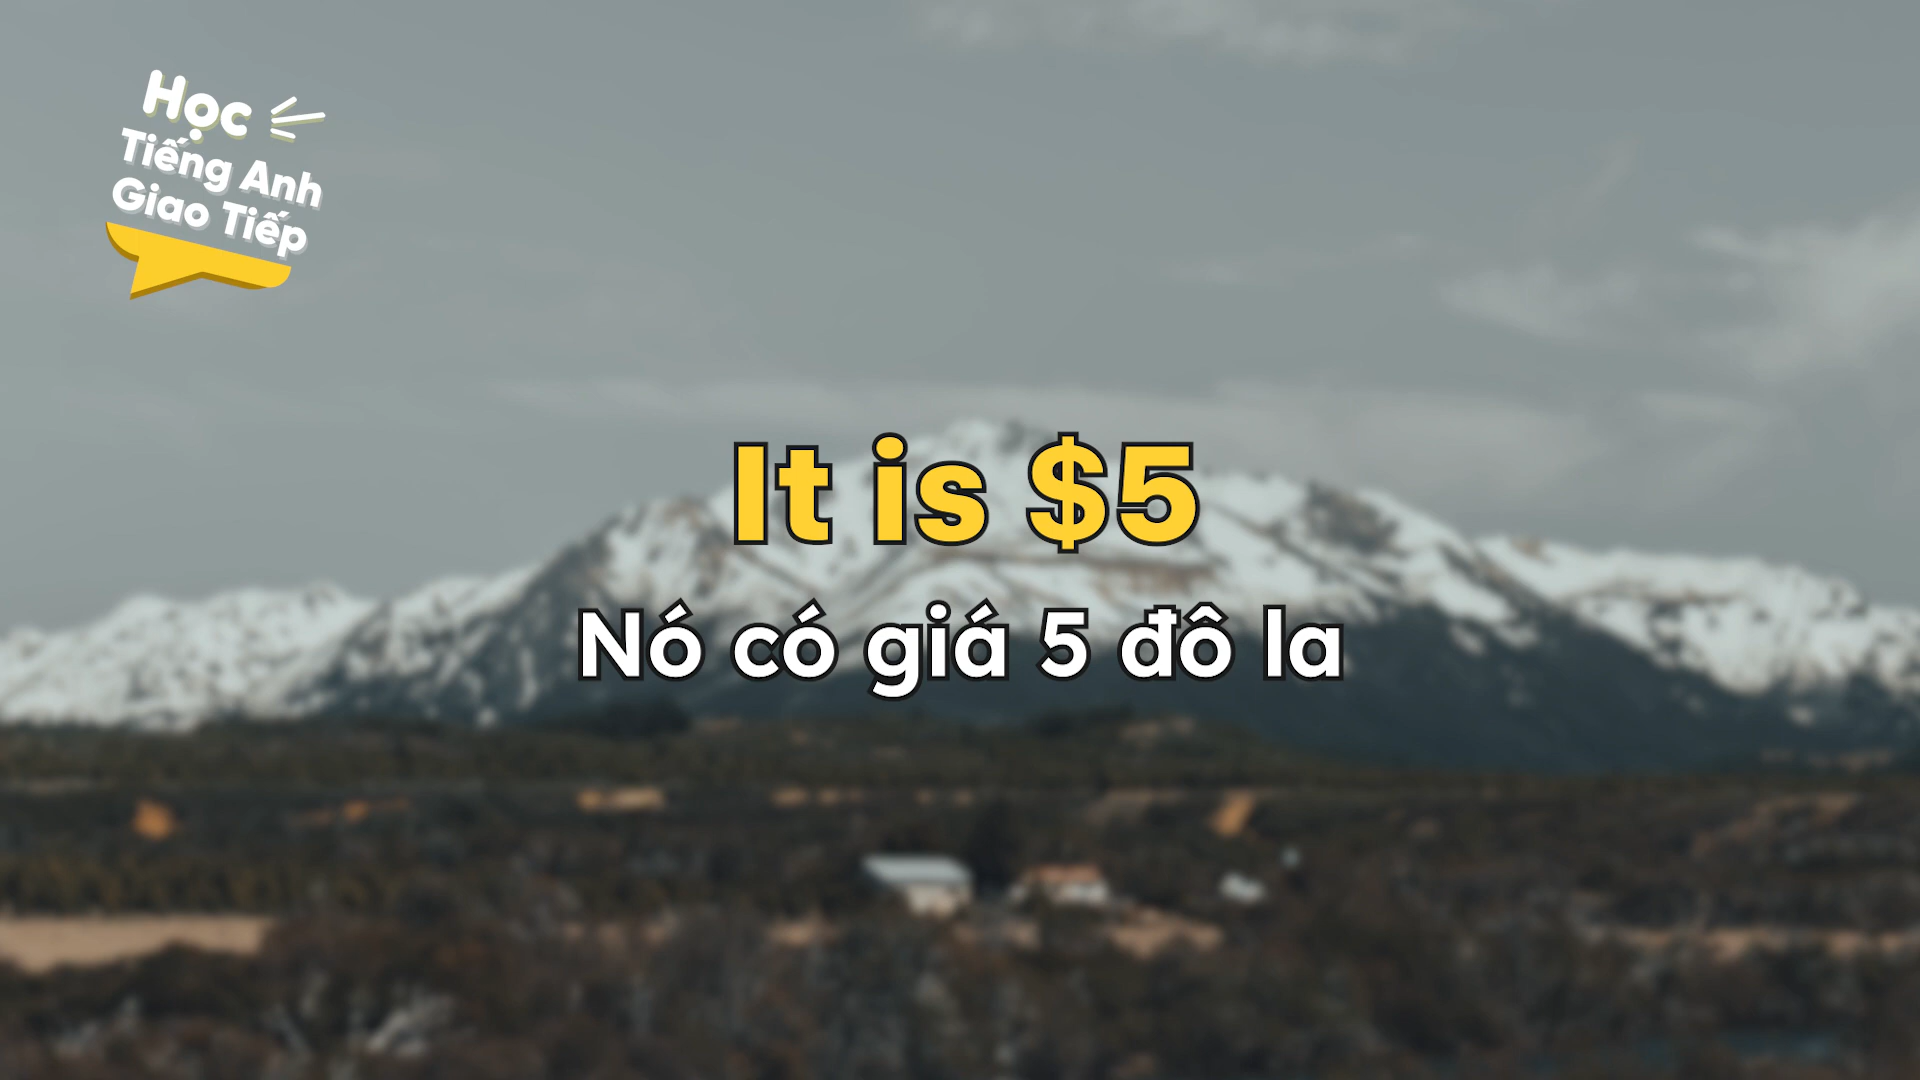 Học
Tiếng Anh
Giao Tiếp
It is $5
Nó có giá 5 đô la